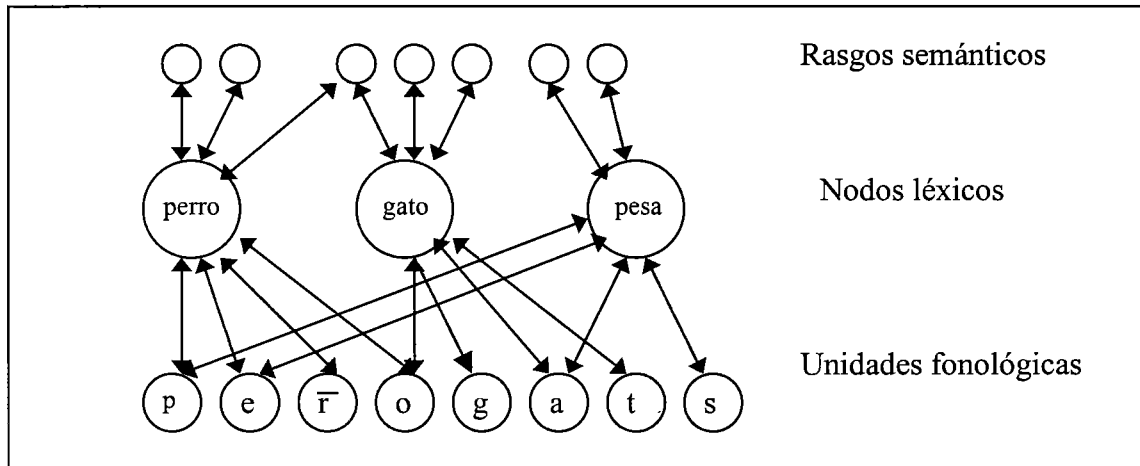 Rasgos semánticos
perro gato pesa
Nodos léxicos
Unidades fonológicas
p e r̄ o g a t s